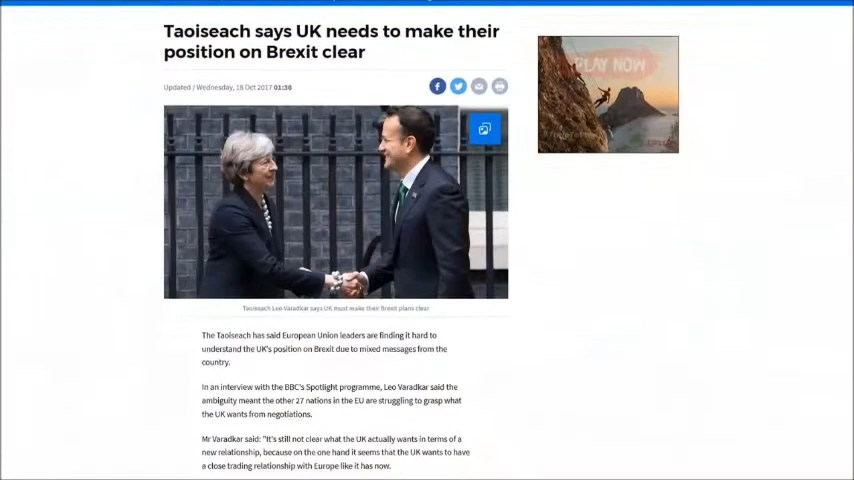 Taoiseach says UK needs to make their
position on Brexit clear
Updated / Wednesday, 18 Oct 2017 01:36
PLAY NOW
Taoiseach Leo Varadkar says UK must make their Brexit plans clear
The Taoiseach has said European Union leaders are finding it hard to
understand the UK's position on Brexit due to mixed messages from the
country.
In an interview with the BBC's Spotlight programme, Leo Varadkar said the
ambiguity meant the other 27 nations in the EU are struggling to grasp what
the UK wants from negotiations.
Mr Varadkar said: "It's still not clear what the UK actually wants in terms of a
new relationship, because on the one hand it seems that the UK wants to have
a close trading relationship with Europe like it has now.